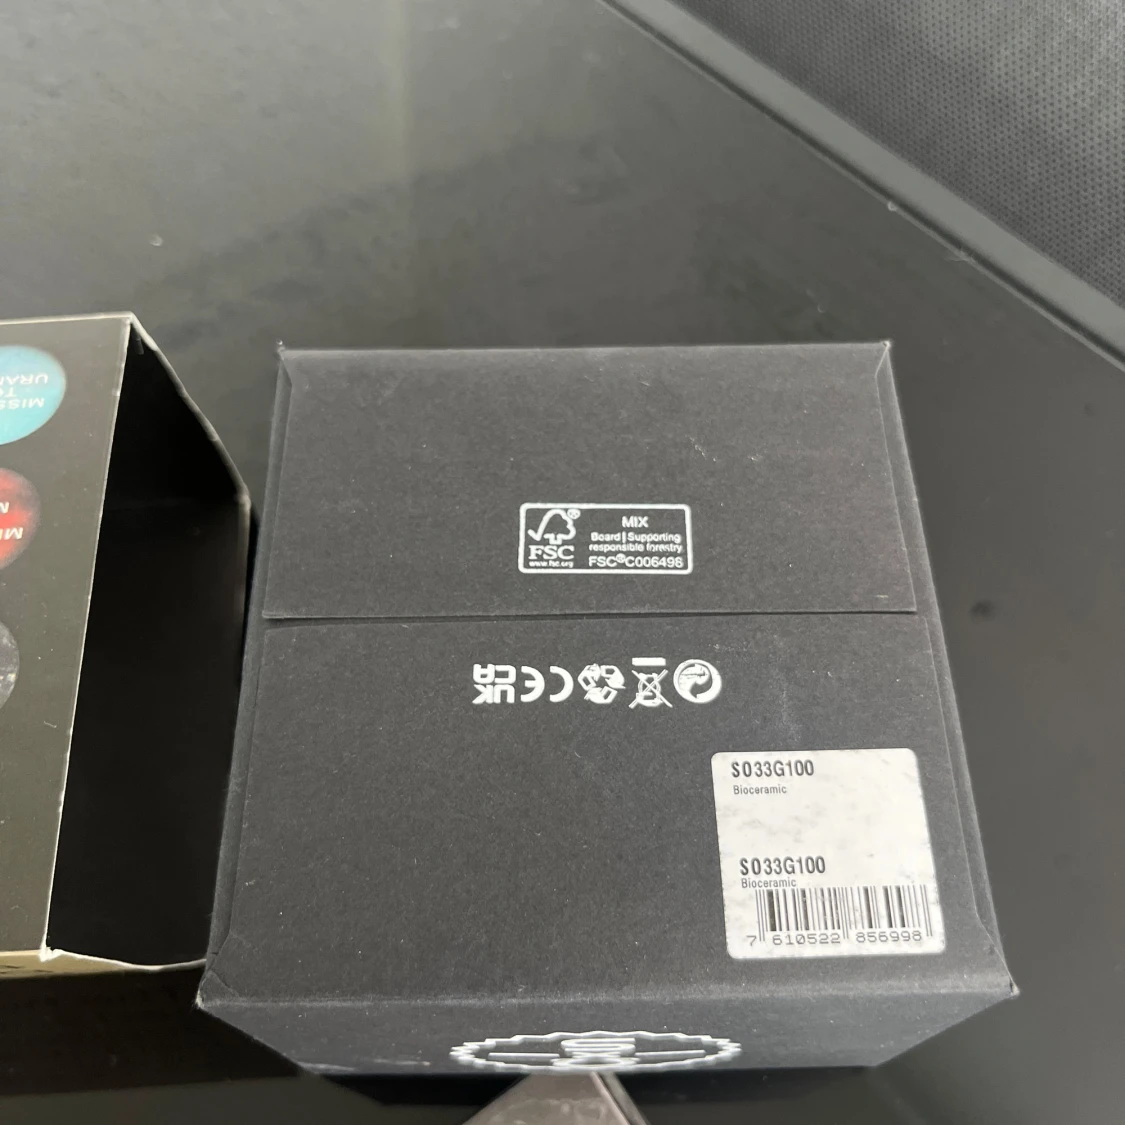 MIX
Board | Supporting
responsible forestry
FSC® C006498
FSC®
www.fsc.org
UK
CA
CE
S033G100
Bioceramic
S033G100
Bioceramic
7 610522 856998